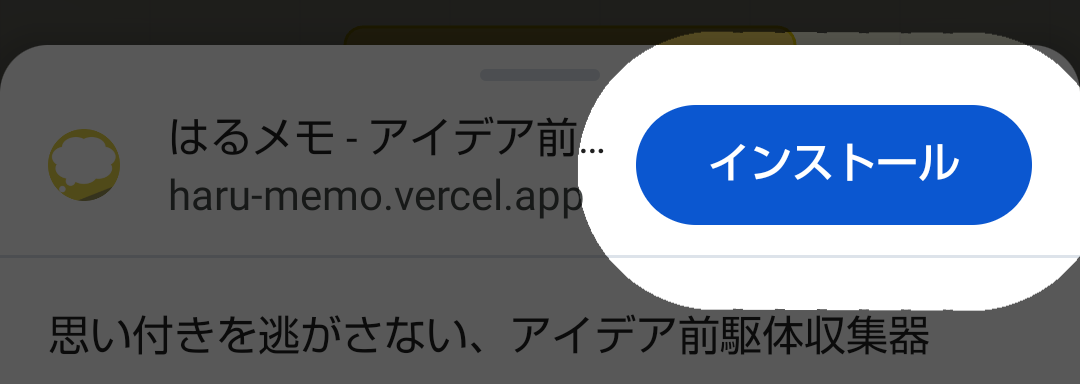 はるメモ - アイデア前...
haru-memo.vercel.app
インストール
思い付きを逃がさない、アイデア前駆体収集器